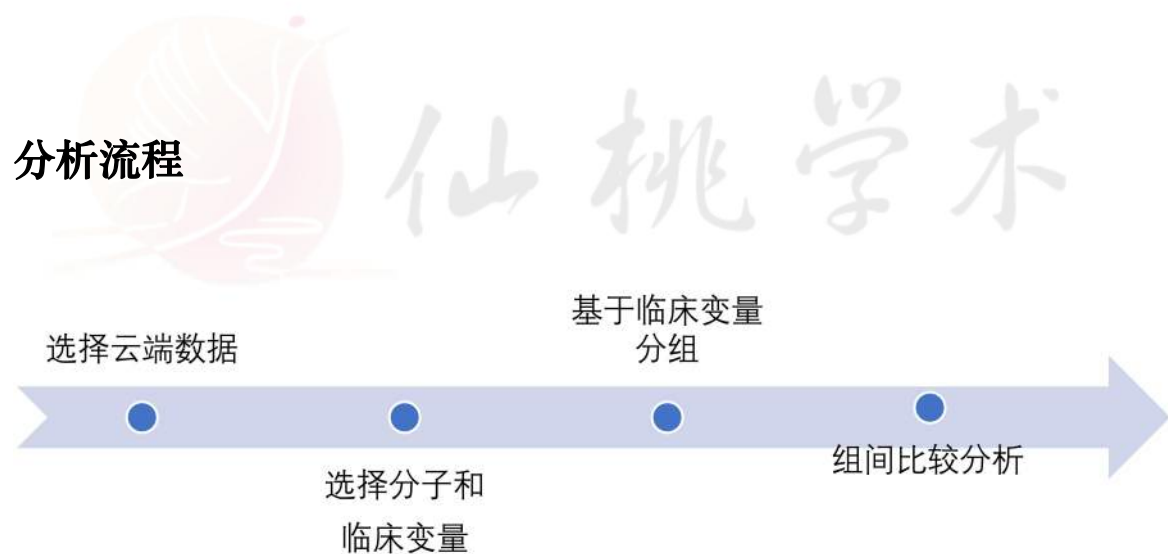 仙桃学术
分析流程
选择云端数据
选择分子和
临床变量
基于临床变量
分组
组间比较分析